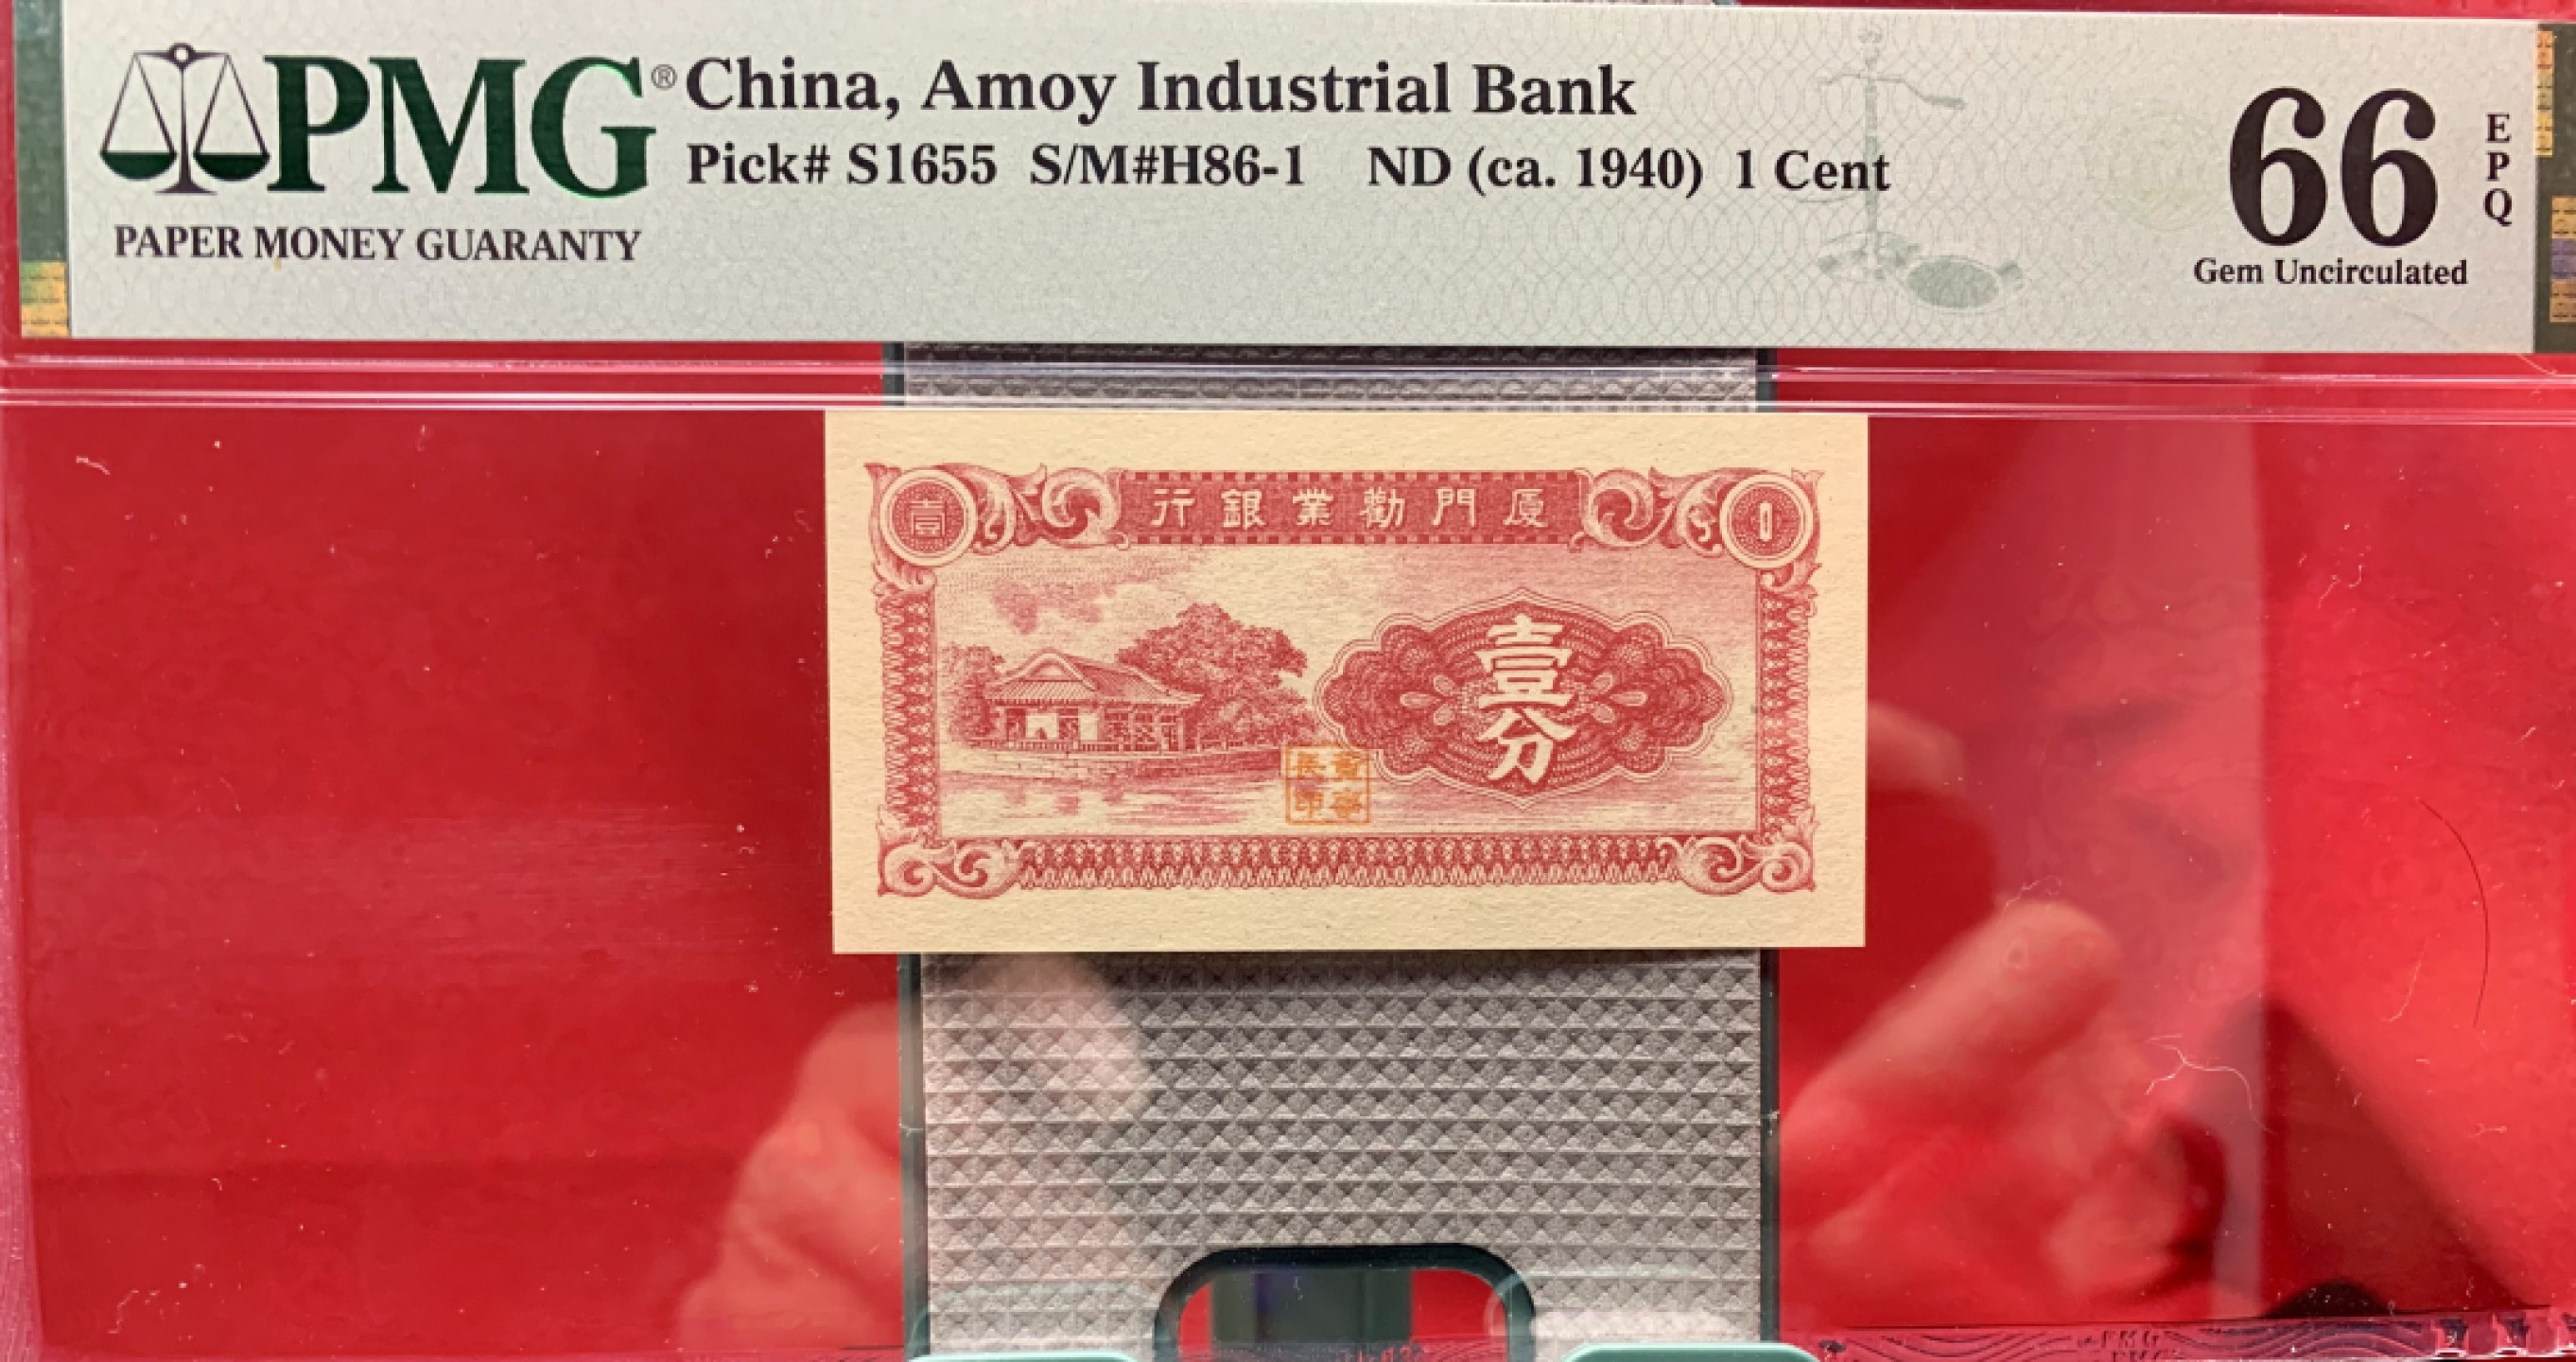 PMG® China, Amoy Industrial Bank
Pick# S1655 S/M#H86-1 ND (ca. 1940) 1 Cent
PAPER MONEY GUARANTY
66 EPQ
Gem Uncirculated
行銀業勸門厦
壹
壹分